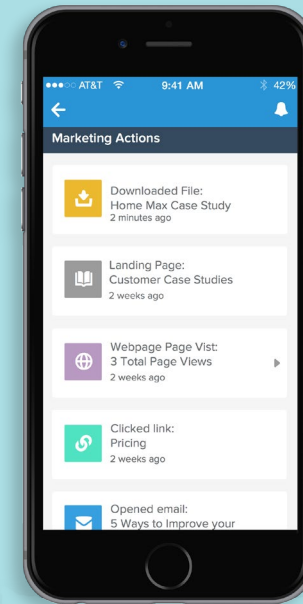 AT&T 9:41 AM 42%
Marketing Actions
Downloaded File:
Home Max Case Study
2 minutes ago
Landing Page:
Customer Case Studies
2 weeks ago
Webpage Page Vist:
3 Total Page Views
2 weeks ago
Clicked link:
Pricing
2 weeks ago
Opened email:
5 Ways to Improve your